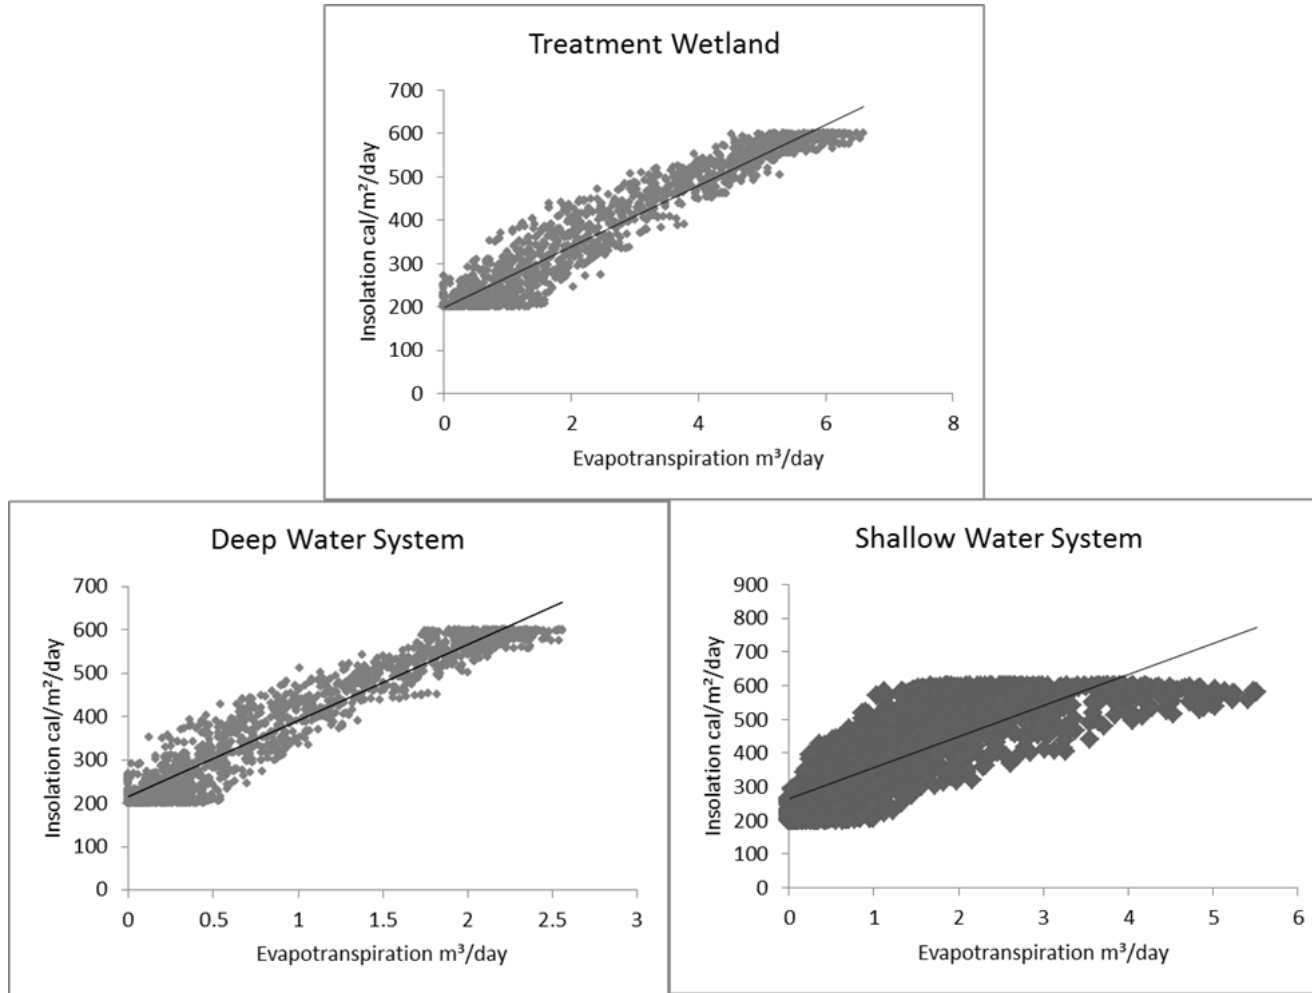 Treatment Wetland
Insolation cal/m²/day
700
600
500
400
300
200
100
0
0 2 4 6 8
Evapotranspiration m³/day
Deep Water System
Insolation cal/m²/day
700
600
500
400
300
200
100
0
0 0.5 1 1.5 2 2.5 3
Evapotranspiration m³/day
Shallow Water System
Insolation cal/m²/day
900
800
700
600
500
400
300
200
100
0
0 1 2 3 4 5 6
Evapotranspiration m³/day